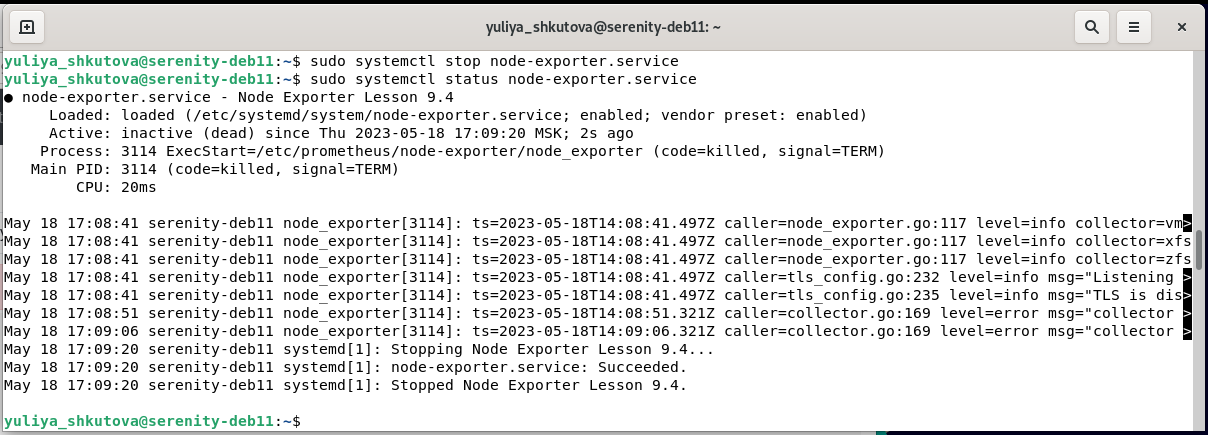 yuliya_shkutova@serenity-deb11: ~
yuliya_shkutova@serenity-deb11:~$ sudo systemctl stop node-exporter.service
yuliya_shkutova@serenity-deb11:~$ sudo systemctl status node-exporter.service
● node-exporter.service - Node Exporter Lesson 9.4
     Loaded: loaded (/etc/systemd/system/node-exporter.service; enabled; vendor preset: enabled)
     Active: inactive (dead) since Thu 2023-05-18 17:09:20 MSK; 2s ago
    Process: 3114 ExecStart=/etc/prometheus/node-exporter/node_exporter (code=killed, signal=TERM)
   Main PID: 3114 (code=killed, signal=TERM)
        CPU: 20ms
May 18 17:08:41 serenity-deb11 node_exporter[3114]: ts=2023-05-18T14:08:41.497Z caller=node_exporter.go:117 level=info collector=vm>
May 18 17:08:41 serenity-deb11 node_exporter[3114]: ts=2023-05-18T14:08:41.497Z caller=node_exporter.go:117 level=info collector=xfs
May 18 17:08:41 serenity-deb11 node_exporter[3114]: ts=2023-05-18T14:08:41.497Z caller=node_exporter.go:117 level=info collector=zfs
May 18 17:08:41 serenity-deb11 node_exporter[3114]: ts=2023-05-18T14:08:41.497Z caller=tls_config.go:232 level=info msg="Listening >
May 18 17:08:41 serenity-deb11 node_exporter[3114]: ts=2023-05-18T14:08:41.497Z caller=tls_config.go:235 level=info msg="TLS is dis>
May 18 17:08:51 serenity-deb11 node_exporter[3114]: ts=2023-05-18T14:08:51.321Z caller=collector.go:169 level=error msg="collector >
May 18 17:09:06 serenity-deb11 node_exporter[3114]: ts=2023-05-18T14:09:06.321Z caller=collector.go:169 level=error msg="collector >
May 18 17:09:20 serenity-deb11 systemd[1]: Stopping Node Exporter Lesson 9.4...
May 18 17:09:20 serenity-deb11 systemd[1]: node-exporter.service: Succeeded.
May 18 17:09:20 serenity-deb11 systemd[1]: Stopped Node Exporter Lesson 9.4.
yuliya_shkutova@serenity-deb11:~$